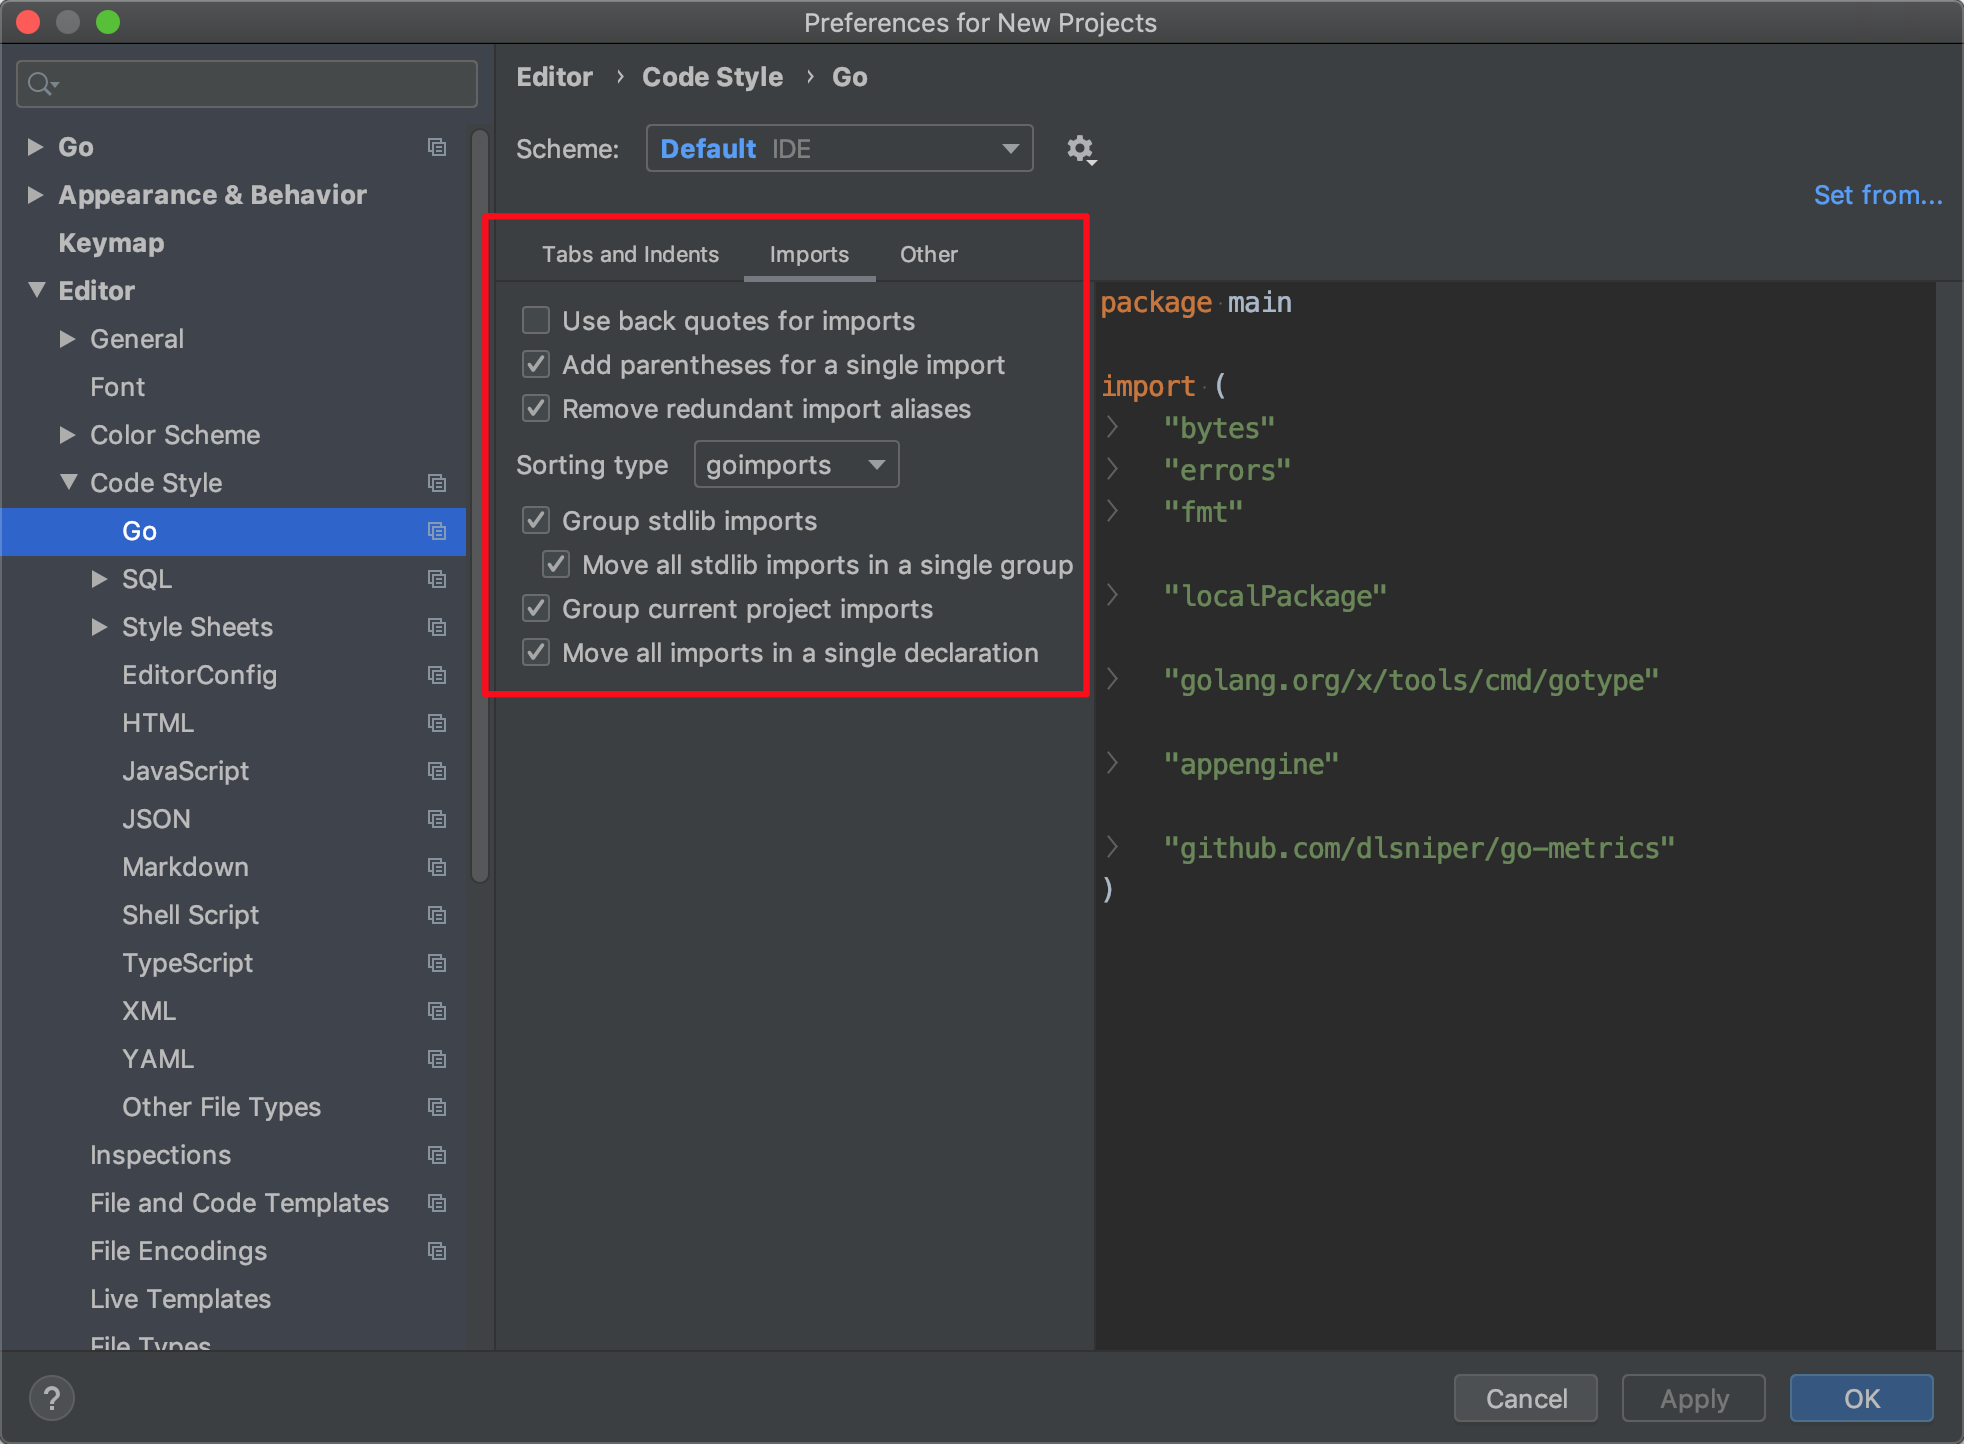 Preferences for New Projects
Go
Appearance & Behavior
Keymap
Editor
General
Font
Color Scheme
Code Style
Go
SQL
Style Sheets
EditorConfig
HTML
JavaScript
JSON
Markdown
Shell Script
TypeScript
XML
YAML
Other File Types
Inspections
File and Code Templates
File Encodings
Live Templates
File Types
Editor › Code Style › Go
Scheme: Default IDE
Set from...
Tabs and Indents Imports Other
Use back quotes for imports
Add parentheses for a single import
Remove redundant import aliases
Sorting type goimports
Group stdlib imports
Move all stdlib imports in a single group
Group current project imports
Move all imports in a single declaration
package main
import (
"bytes"
"errors"
"fmt"
"localPackage"
"golang.org/x/tools/cmd/gotype"
"appengine"
"github.com/dlsniper/go-metrics"
)
?
Cancel Apply OK